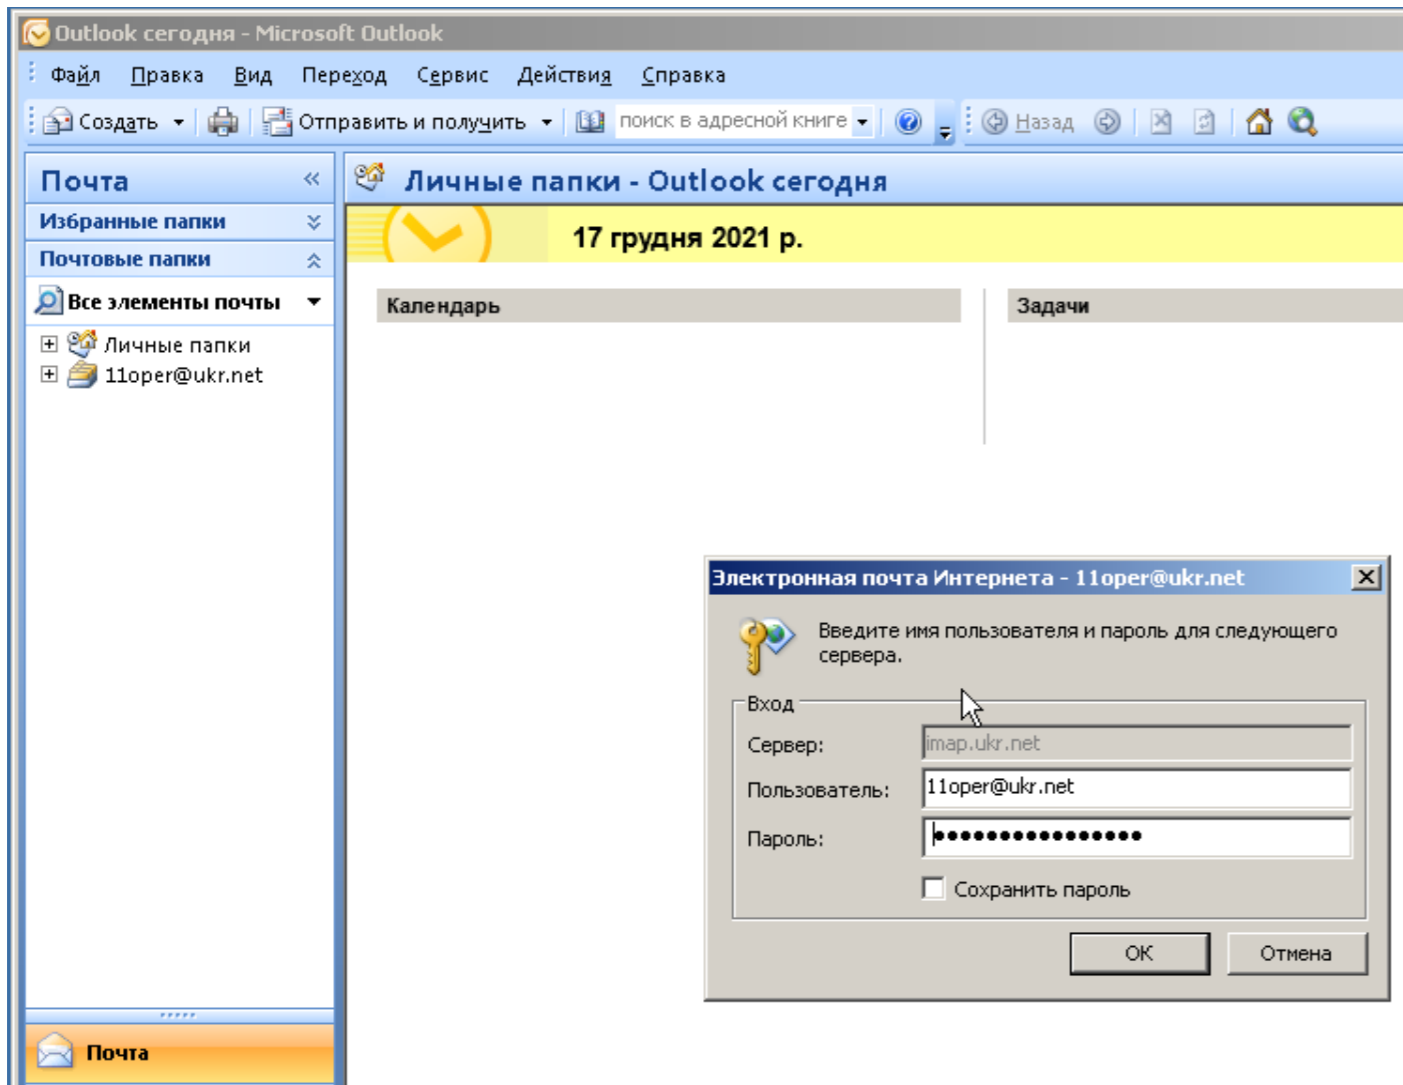 Outlook сегодня - Microsoft Outlook
Файл Правка Вид Переход Сервис Действия Справка
Создать Отправить и получить поиск в адресной книге Назад
Почта
Личные папки - Outlook сегодня
Избранные папки
17 грудня 2021 р.
Почтовые папки
Все элементы почты
Календарь
Задачи
Личные папки
11oper@ukr.net
Электронная почта Интернета - 11oper@ukr.net
Введите имя пользователя и пароль для следующего
сервера.
Вход
Сервер: imap.ukr.net
Пользователь: 11oper@ukr.net
Пароль: ••••••••••••••••
Сохранить пароль
OK Отмена
Почта